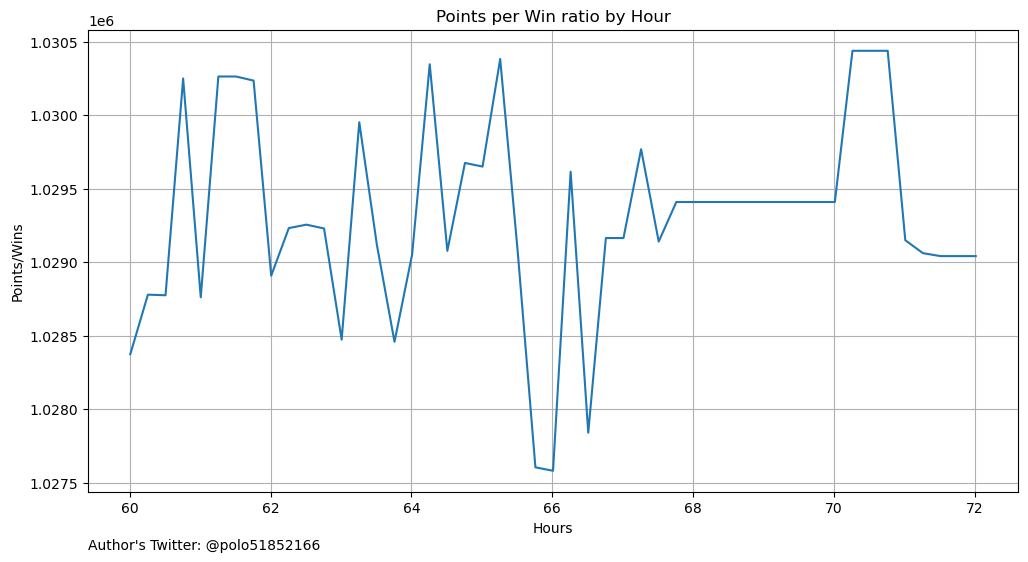 Points per Win ratio by Hour
1e6
1.0305
1.0300
1.0295
1.0290
1.0285
1.0280
1.0275
Points/Wins
60 62 64 66 68 70 72
Hours
Author's Twitter: @polo51852166